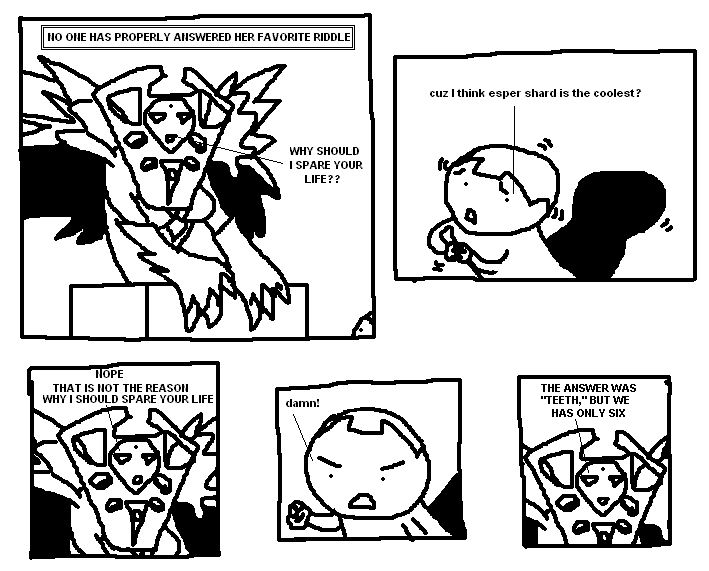 NO ONE HAS PROPERLY ANSWERED HER FAVORITE RIDDLE
WHY SHOULD
I SPARE YOUR
LIFE??
cuz I think esper shard is the coolest?
NOPE
THAT IS NOT THE REASON
WHY I SHOULD SPARE YOUR LIFE
damn!
THE ANSWER WAS
"TEETH," BUT WE
HAS ONLY SIX